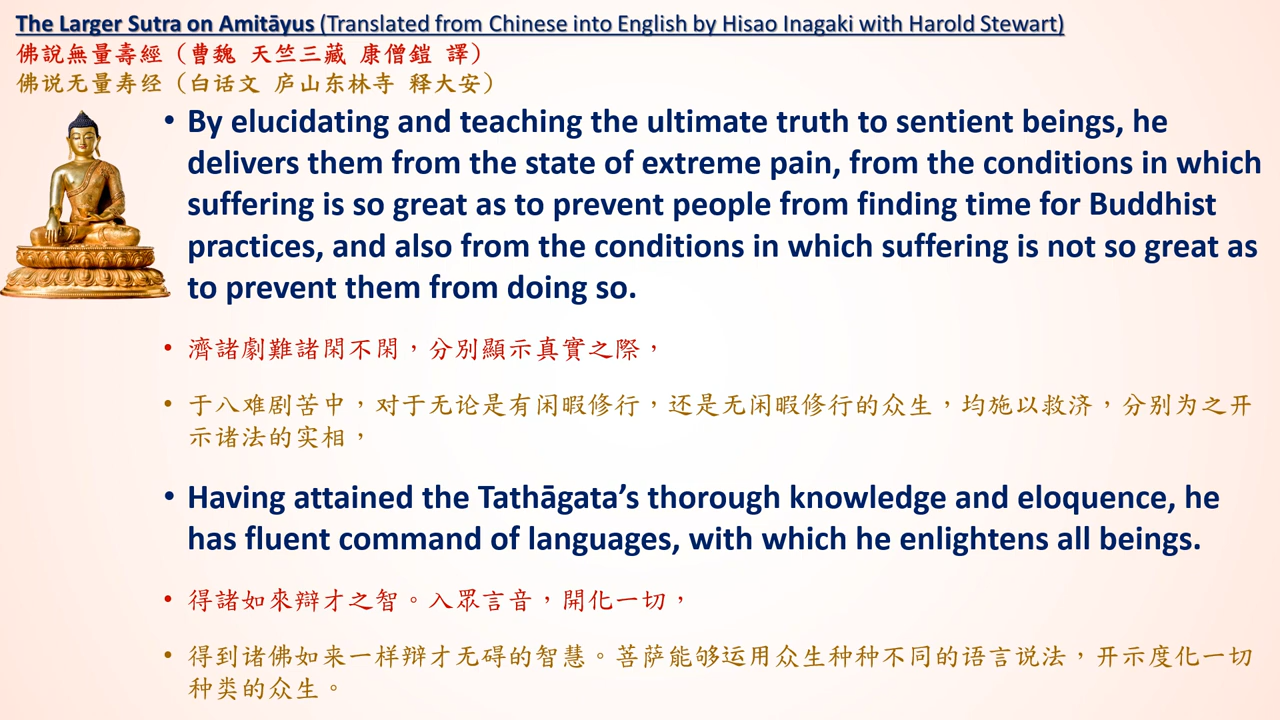 The Larger Sutra on Amitāyus (Translated from Chinese into English by Hisao Inagaki with Harold Stewart)
佛說無量壽經（曹魏 天竺三藏 康僧鎧 譯）
佛说无量寿经（白话文 庐山东林寺 释大安）
• By elucidating and teaching the ultimate truth to sentient beings, he
delivers them from the state of extreme pain, from the conditions in which
suffering is so great as to prevent people from finding time for Buddhist
practices, and also from the conditions in which suffering is not so great as
to prevent them from doing so.
• 濟諸劇難諸閑不閑，分別顯示真實之際，
• 于八难剧苦中，对于无论是有闲暇修行，还是无闲暇修行的众生，均施以救济，分别为之开
示诸法的实相，
• Having attained the Tathāgata’s thorough knowledge and eloquence, he
has fluent command of languages, with which he enlightens all beings.
• 得諸如來辯才之智。入眾言音，開化一切，
• 得到诸佛如来一样辩才无碍的智慧。菩萨能够运用众生种种不同的语言说法，开示度化一切
种类的众生。